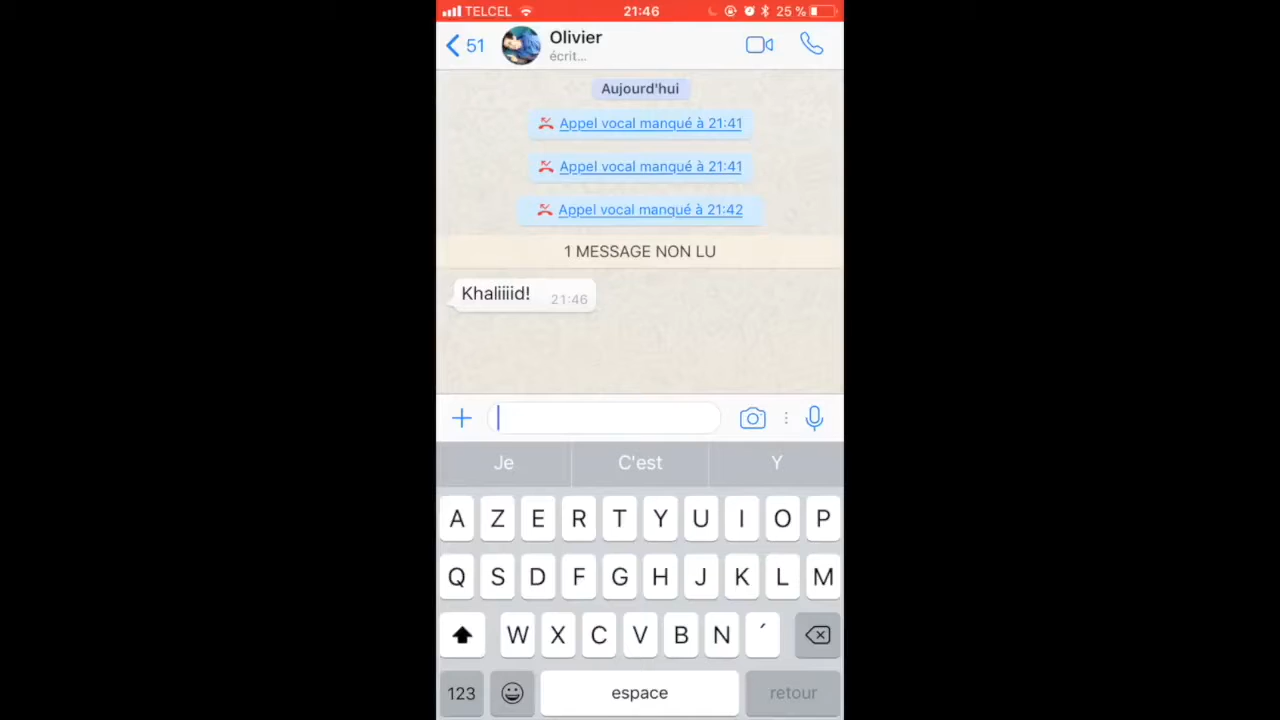 TELCEL 21:46 25 %
51 Olivier
écrit...
Aujourd'hui
Appel vocal manqué à 21:41
Appel vocal manqué à 21:41
Appel vocal manqué à 21:42
1 MESSAGE NON LU
Khaliiiid! 21:46
Je C'est Y
A Z E R T Y U I O P
Q S D F G H J K L M
W X C V B N ´
123 espace retour